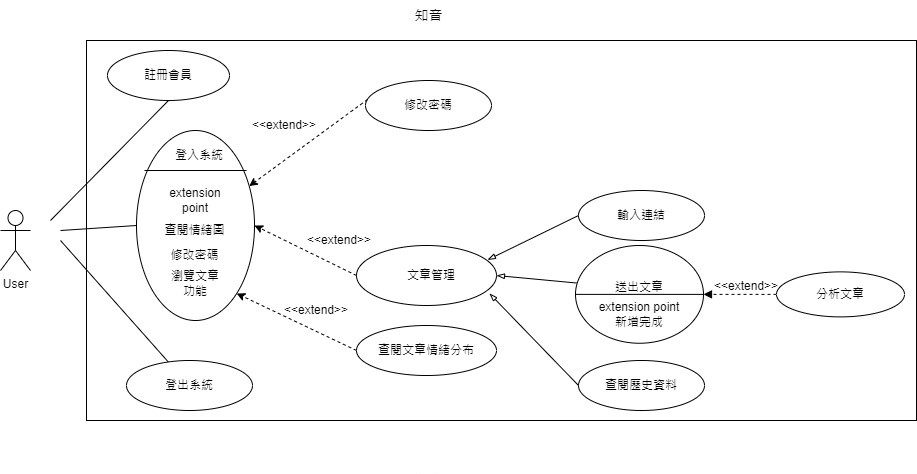 知音
註冊會員
修改密碼
<<extend>>
登入系統
extension
point
查閱情緒圖
修改密碼
瀏覽文章
功能
輸入連結
User
<<extend>>
文章管理
送出文章
extension point
新增完成
<<extend>>
分析文章
<<extend>>
查閱文章情緒分布
登出系統
查閱歷史資料